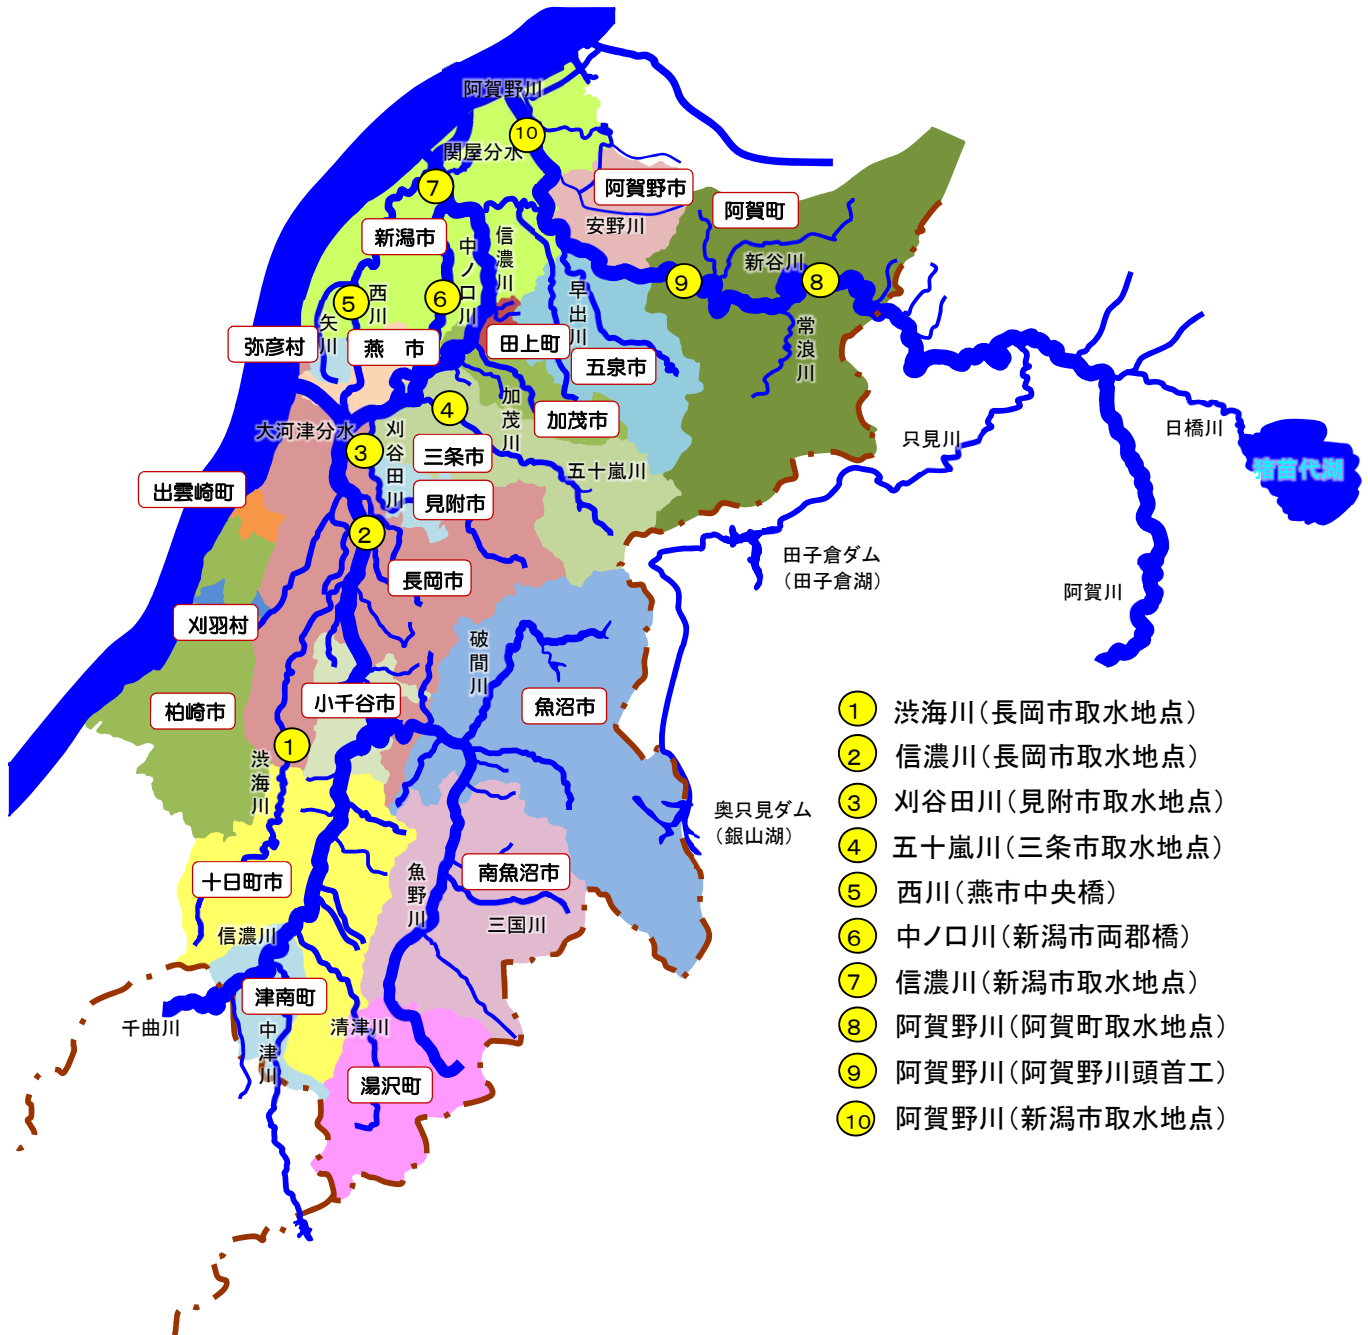 阿賀野川
10
関屋分水
7
阿賀野市
阿賀町
安野川
新潟市
中ノ口川
信濃川
新谷川
9
8
早出川
5
西川
6
矢川
常浪川
弥彦村
燕 市
田上町
五泉市
加茂川
加茂市
4
大河津分水
3
刈谷田川
三条市
只見川
日橋川
猪苗代湖
五十嵐川
出雲崎町
見附市
2
田子倉ダム
（田子倉湖）
長岡市
阿賀川
刈羽村
破間川
柏崎市
小千谷市
魚沼市
1
渋海川
奥只見ダム
（銀山湖）
十日町市
魚野川
南魚沼市
三国川
信濃川
津南町
千曲川
中津川
清津川
湯沢町
1 渋海川（長岡市取水地点）
2 信濃川（長岡市取水地点）
3 刈谷田川（見附市取水地点）
4 五十嵐川（三条市取水地点）
5 西川（燕市中央橋）
6 中ノ口川（新潟市両郡橋）
7 信濃川（新潟市取水地点）
8 阿賀野川（阿賀町取水地点）
9 阿賀野川（阿賀野川頭首工）
10 阿賀野川（新潟市取水地点）